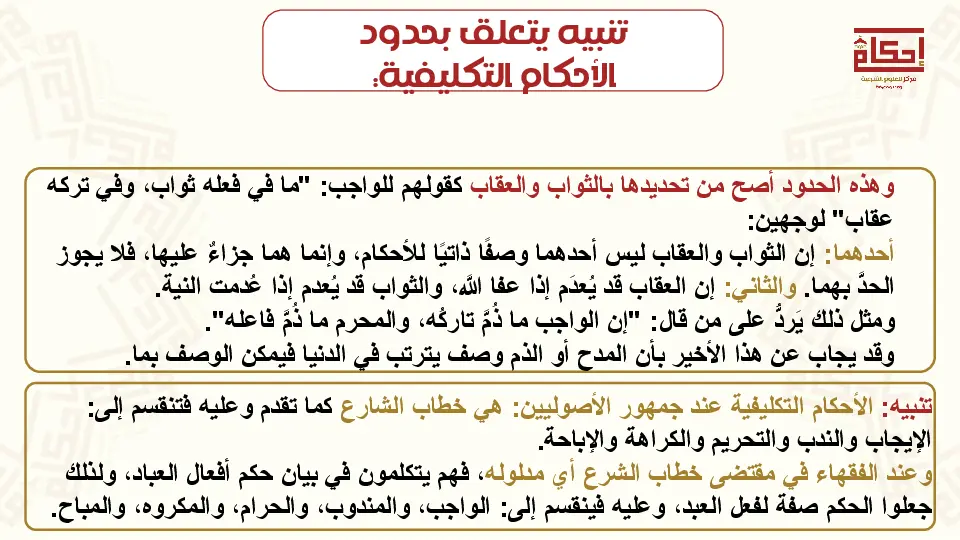 تنبيه يتعلق بحدود
الأحكام التكليفية:
إحكام
مركز للعلوم الشرعية
وهذه الحدود أصح من تحديدها بالثواب والعقاب كقولهم للواجب: "ما في فعله ثواب، وفي تركه
عقاب" لوجهين:
أحدهما: إن الثواب والعقاب ليس أحدهما وصفًا ذاتيًا للأحكام، وإنما هما جزاءٌ عليها، فلا يجوز
الحدَّ بهما. والثاني: إن العقاب قد يُعدَم إذا عفا الله، والثواب قد يُعدم إذا عُدمت النية.
ومثل ذلك يَردُّ على من قال: "إن الواجب ما ذُمَّ تاركُه، والمحرم ما ذُمَّ فاعله".
وقد يجاب عن هذا الأخير بأن المدح أو الذم وصف يترتب في الدنيا فيمكن الوصف بما.
تنبيه: الأحكام التكليفية عند جمهور الأصوليين: هي خطاب الشارع كما تقدم وعليه فتنقسم إلى:
الإيجاب والندب والتحريم والكراهة والإباحة.
وعند الفقهاء في مقتضى خطاب الشرع أي مدلوله، فهم يتكلمون في بيان حكم أفعال العباد، ولذلك
جعلوا الحكم صفة لفعل العبد، وعليه فينقسم إلى: الواجب، والمندوب، والحرام، والمكروه، والمباح.